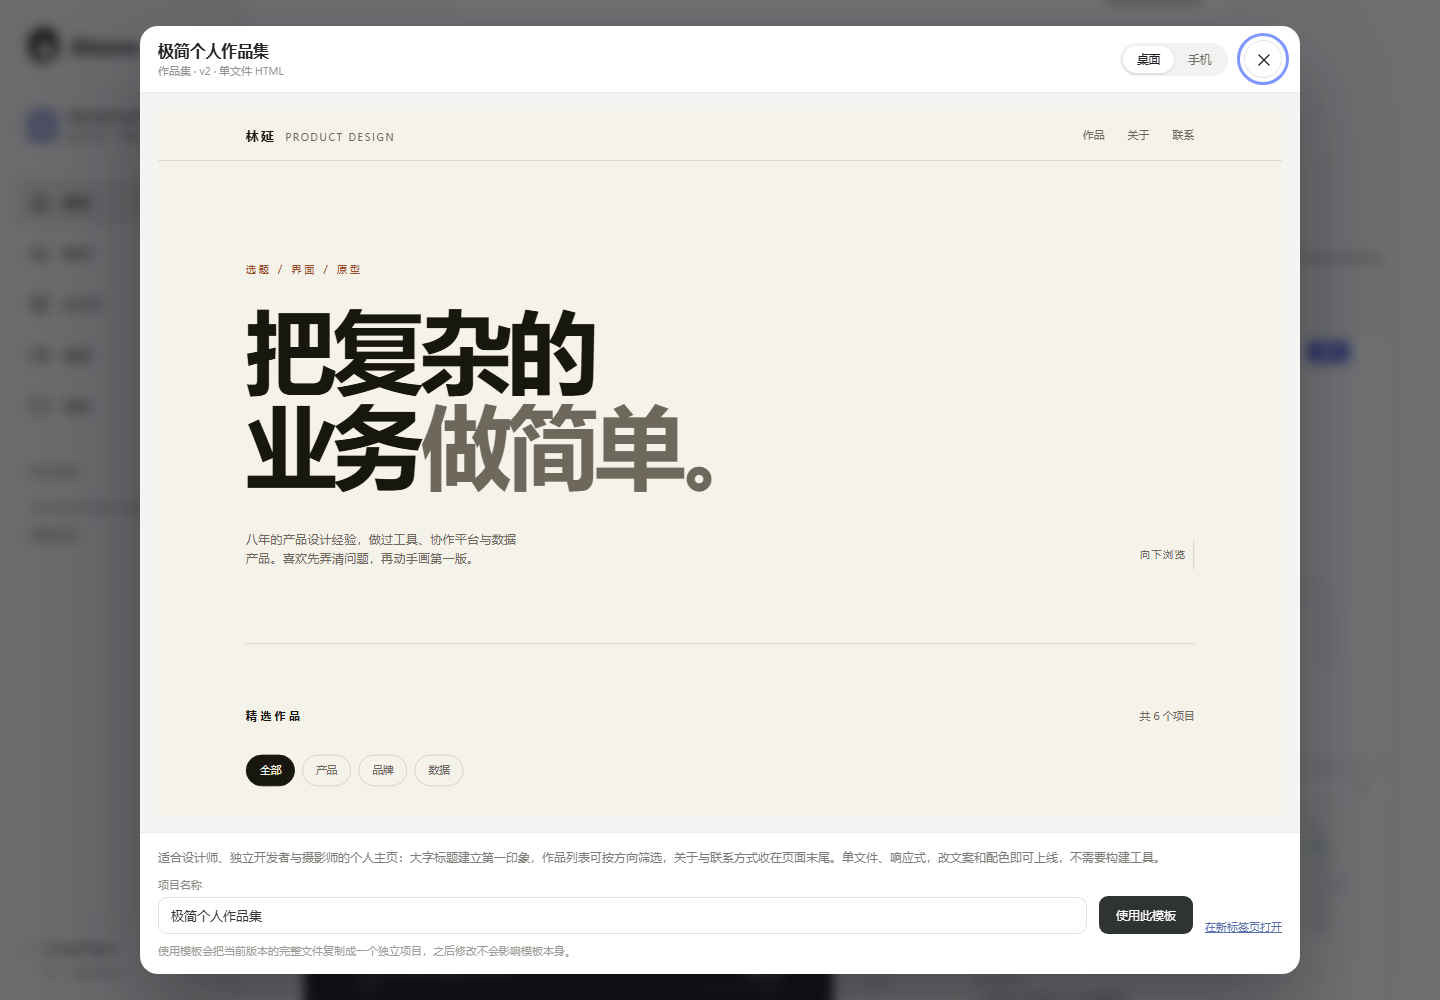 极简个人作品集
作品集 · v2 · 单文件 HTML
桌面 手机
林延 PRODUCT DESIGN
作品 关于 联系
选题 / 界面 / 原型
把复杂的
业务做简单。
八年的产品设计经验，做过工具、协作平台与数据
产品。喜欢先弄清问题，再动手画第一版。
向下浏览
精选作品
共 6 个项目
全部 产品 品牌 数据
适合设计师、独立开发者与摄影师的个人主页：大字标题建立第一印象，作品列表可按方向筛选，关于与联系方式收在页面末尾。单文件、响应式，改文案和配色即可上线，不需要构建工具。
项目名称
极简个人作品集
使用此模板
在新标签页打开
使用模板会把当前版本的完整文件复制成一个独立项目，之后修改不会影响模板本身。